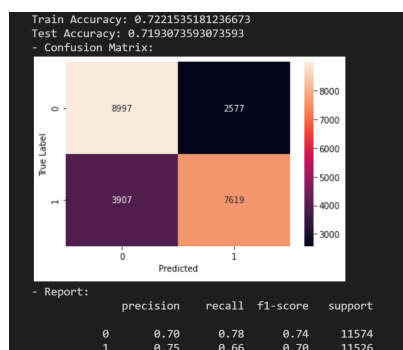 Train Accuracy: 0.7221535181236673
Test Accuracy: 0.7193073593073593
- Confusion Matrix:
8997 2577
3907 7619
0
1
True Label
0 1
Predicted
8000
7000
6000
5000
4000
3000
- Report:
precision recall f1-score support
0 0.70 0.78 0.74 11574
1 0.75 0.66 0.70 11526